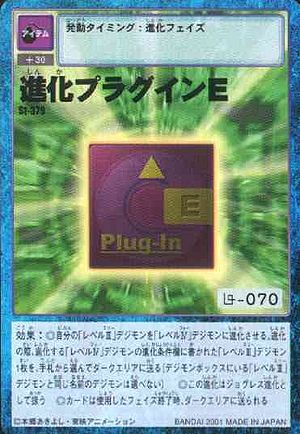 アイテム
発動タイミング：進化フェイズ
+30
進化プラグインE
St-379
E
Plug-In
-070
効果：◎自分の「レベルⅢ」デジモンを「レベルⅣ」デジモンに進化させる。進化
の際、進化する「レベルⅣ」デジモンの進化条件欄に書かれた「レベルⅢ」デジモン
1枚を、手札から選んでダークエリアに送る（デジモンボックスにいる「レベルⅢ」
デジモンと同じ名前のデジモンは選べない） ◎この進化はジョグレス進化とし
て扱う ◎カードは使用したフェイズ終了時、ダークエリアに送られる
©本郷あきよし・東映アニメーション
BANDAI 2001 MADE IN JAPAN